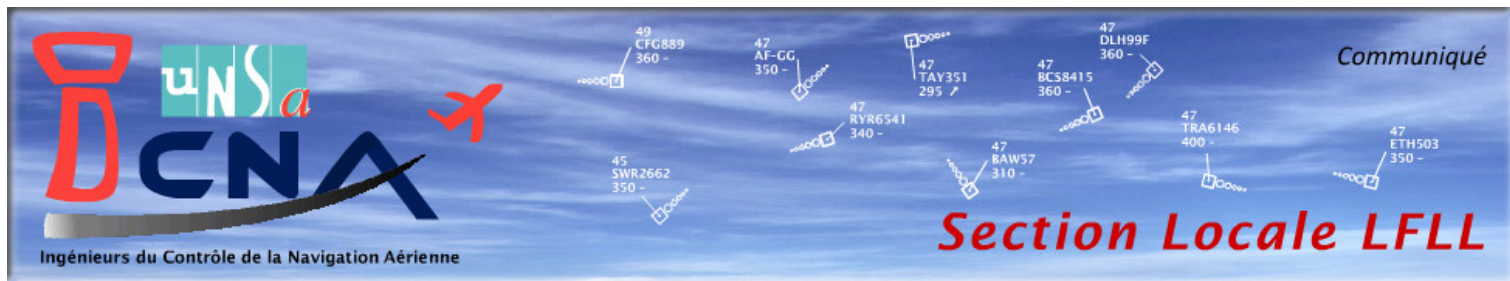 unsa
ICNA
Ingénieurs du Contrôle de la Navigation Aérienne
49
CFG889
360 –
47
AF-GG
350 –
47
TAY351
295 ↗
47
BCS8415
360 –
47
DLH99F
360 –
Communiqué
47
RYR6541
340 –
45
SWR2662
350 –
47
BAW57
310 –
47
TRA6146
400 –
47
ETH503
350 –
Section Locale LFLL